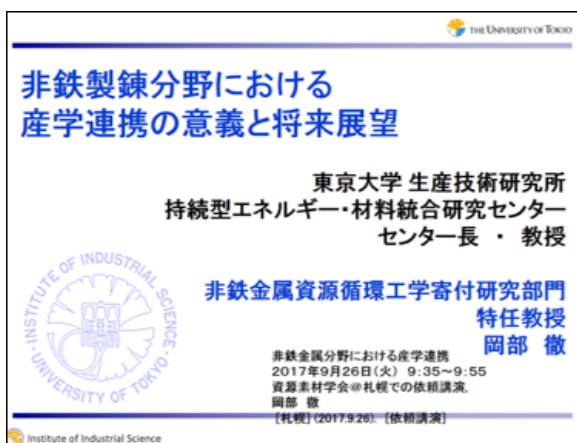 THE UNIVERSITY OF TOKYO
非鉄製錬分野における
産学連携の意義と将来展望
東京大学 生産技術研究所
持続型エネルギー・材料統合研究センター
センター長 ・ 教授
非鉄金属資源循環工学寄付研究部門
特任教授
岡部 徹
INSTITUTE OF INDUSTRIAL SCIENCE
UNIVERSITY OF TOKYO
非鉄金属分野における産学連携
2017年9月26日(火) 9:35~9:55
資源素材学会@札幌での依頼講演,
岡部 徹
[札幌] (2017.9.26). [依頼講演]
Institute of Industrial Science